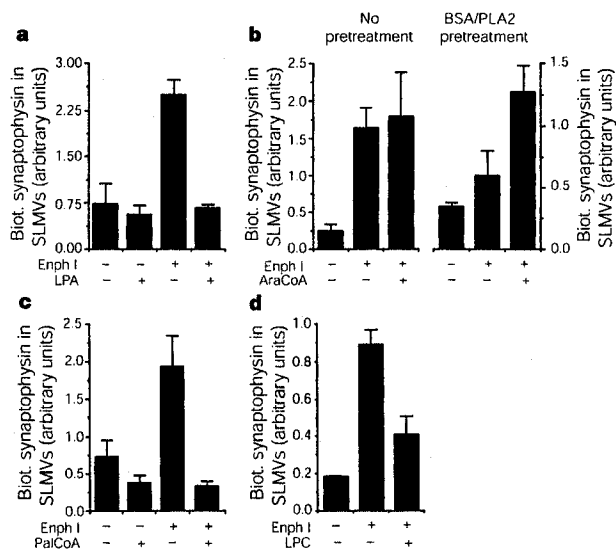 a
Biot. synaptophysin in
SLMVs (arbitrary units)
3.00
2.25
1.50
0.75
0.00
Enph I – – + +
LPA – + – +
b
No
pretreatment
BSA/PLA2
pretreatment
Biot. synaptophysin in
SLMVs (arbitrary units)
2.5
2.0
1.5
1.0
0.5
0.0
1.5
1.0
0.5
0.0
Biot. synaptophysin in
SLMVs (arbitrary units)
Enph I – + + – + +
AraCoA – – + – – +
c
Biot. synaptophysin in
SLMVs (arbitrary units)
2.5
2.0
1.5
1.0
0.5
0.0
Enph I – – + +
PalCoA – + – +
d
Biot. synaptophysin in
SLMVs (arbitrary units)
1.0
0.8
0.6
0.4
0.2
0.0
Enph I – + +
LPC – – +